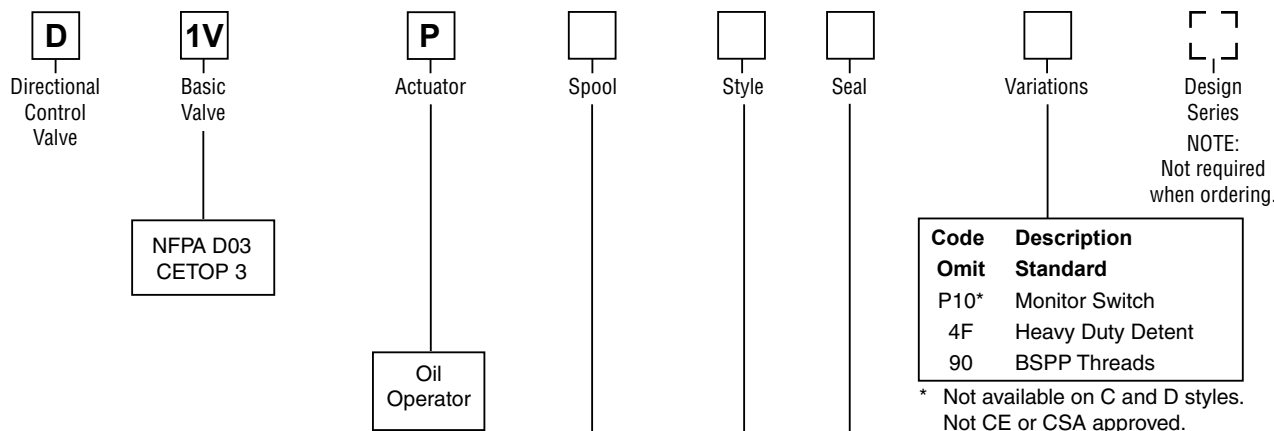 D 1V P
Directional
Control
Valve
Basic
Valve
Actuator
Spool
Style
Seal
Variations
Design
Series
NOTE:
Not required
when ordering.
NFPA D03
CETOP 3
Oil
Operator
Code Description
Omit Standard
P10* Monitor Switch
4F Heavy Duty Detent
90 BSPP Threads
* Not available on C and D styles.
Not CE or CSA approved.